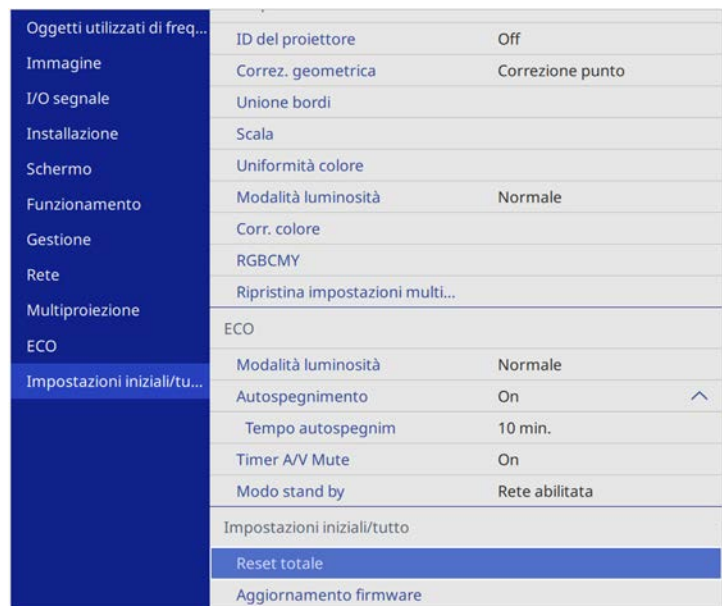 Oggetti utilizzati di freq...
Immagine
I/O segnale
Installazione
Schermo
Funzionamento
Gestione
Rete
Multiproiezione
ECO
Impostazioni iniziali/tu...
ID del proiettore Off
Correz. geometrica Correzione punto
Unione bordi
Scala
Uniformità colore
Modalità luminosità Normale
Corr. colore
RGBCMY
Ripristina impostazioni multi...
ECO
Modalità luminosità Normale
Autospegnimento On
Tempo autospegnim 10 min.
Timer A/V Mute On
Modo stand by Rete abilitata
Impostazioni iniziali/tutto
Reset totale
Aggiornamento firmware